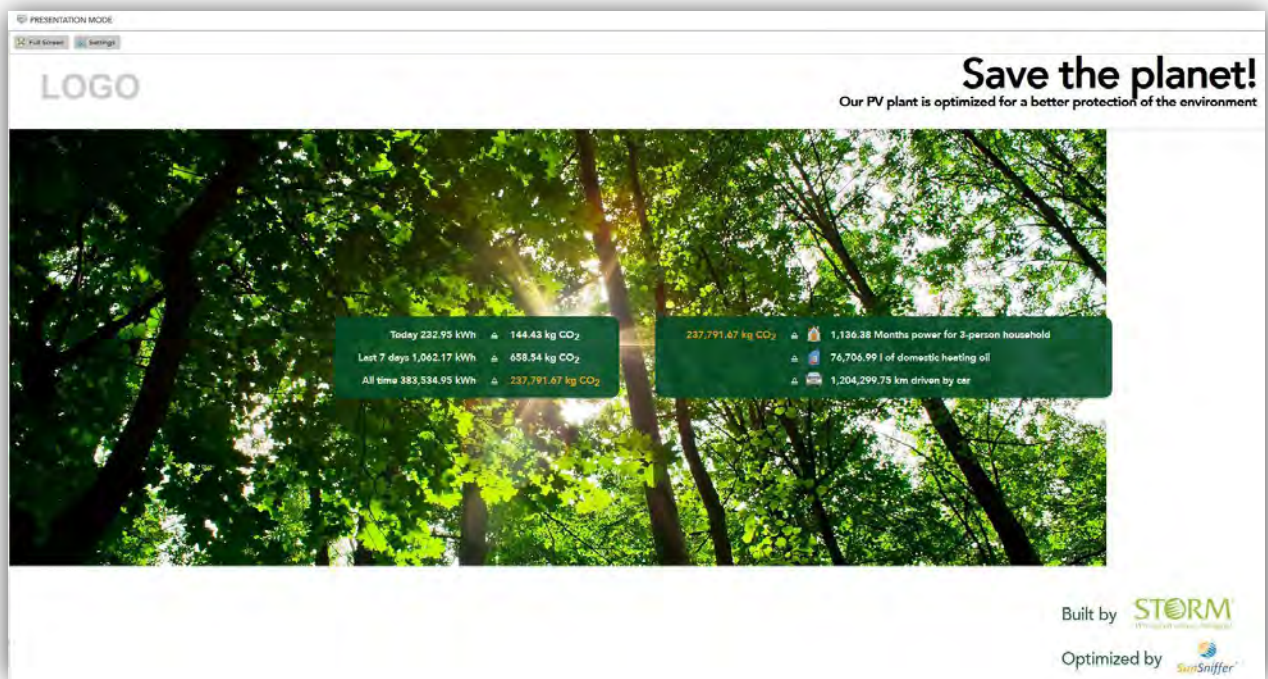 PRESENTATION MODE
Full Screen Settings
LOGO
Save the planet!
Our PV plant is optimized for a better protection of the environment
Today 232.95 kWh ≙ 144.43 kg CO₂
Last 7 days 1,062.17 kWh ≙ 658.54 kg CO₂
All time 383,534.95 kWh ≙ 237,791.67 kg CO₂
237,791.67 kg CO₂ ≙ 1,136.38 Months power for 3-person household
≙ 76,706.99 l of domestic heating oil
≙ 1,204,299.75 km driven by car
Built by STORM
Optimized by SunSniffer